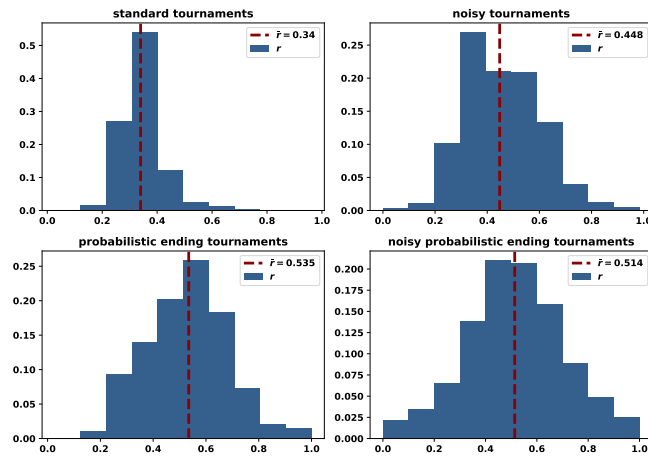 standard tournaments
r̄ = 0.34
r
0.5
0.4
0.3
0.2
0.1
0.0
0.0 0.2 0.4 0.6 0.8 1.0
noisy tournaments
r̄ = 0.448
r
0.25
0.20
0.15
0.10
0.05
0.00
0.0 0.2 0.4 0.6 0.8 1.0
probabilistic ending tournaments
r̄ = 0.535
r
0.25
0.20
0.15
0.10
0.05
0.00
0.0 0.2 0.4 0.6 0.8 1.0
noisy probabilistic ending tournaments
r̄ = 0.514
r
0.200
0.175
0.150
0.125
0.100
0.075
0.050
0.025
0.000
0.0 0.2 0.4 0.6 0.8 1.0